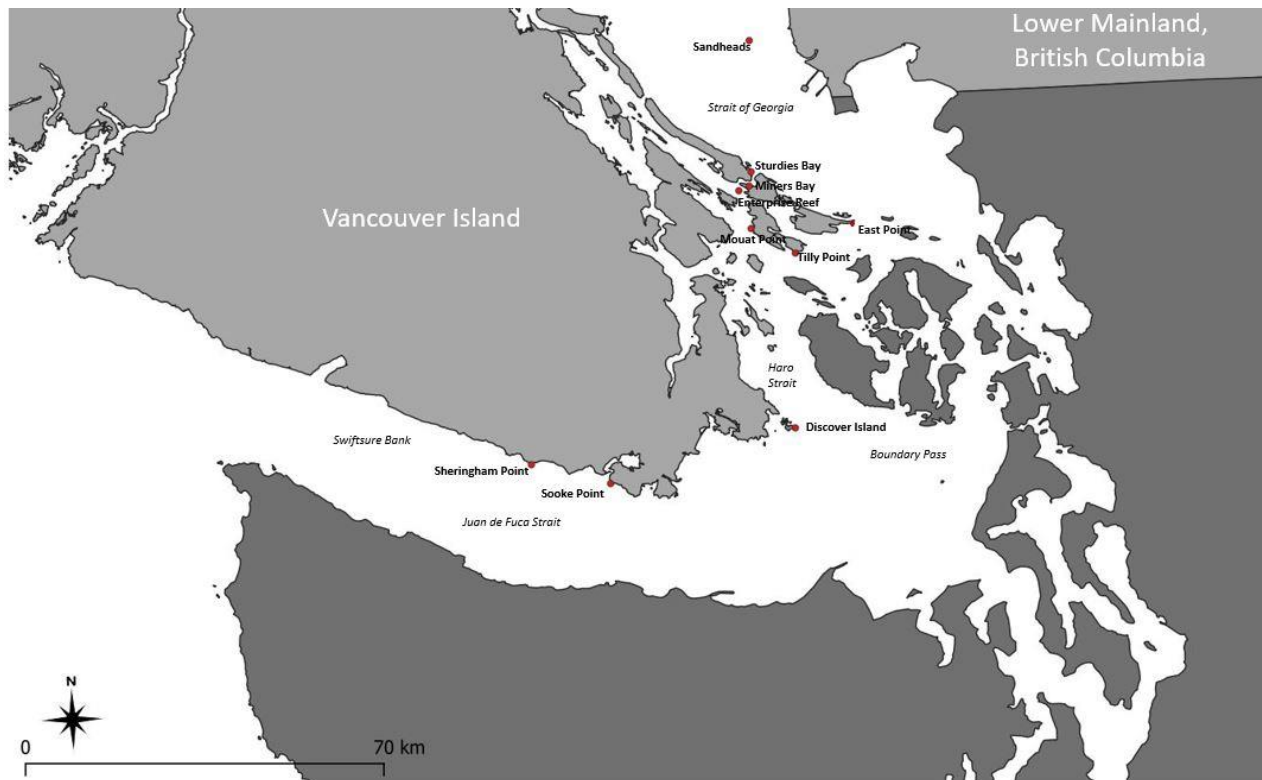 Lower Mainland,
British Columbia
Sandheads
Strait of Georgia
Sturdies Bay
Miners Bay
Enterprise Reef
Vancouver Island
East Point
Mouat Point
Tilly Point
Haro
Strait
Discover Island
Swiftsure Bank
Boundary Pass
Sheringham Point
Sooke Point
Juan de Fuca Strait
N
0
70 km